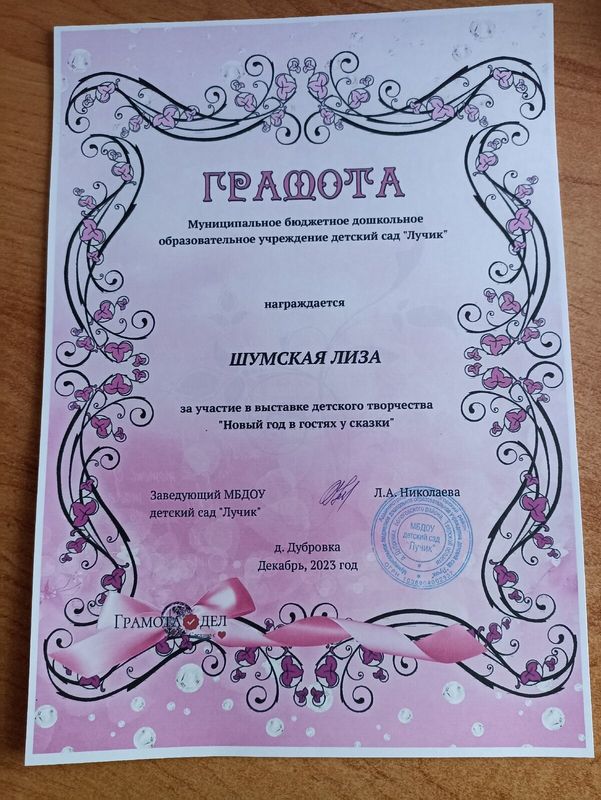 ГРАМОТА
Муниципальное бюджетное дошкольное
образовательное учреждение детский сад "Лучик"
награждается
ШУМСКАЯ ЛИЗА
за участие в выставке детского творчества
"Новый год в гостях у сказки"
Заведующий МБДОУ
детский сад "Лучик"
Л.А. Николаева
МБДОУ
детский сад
"Лучик"
д. Дубровка
Декабрь, 2023 год
ГРАМОТА ДЕЛ